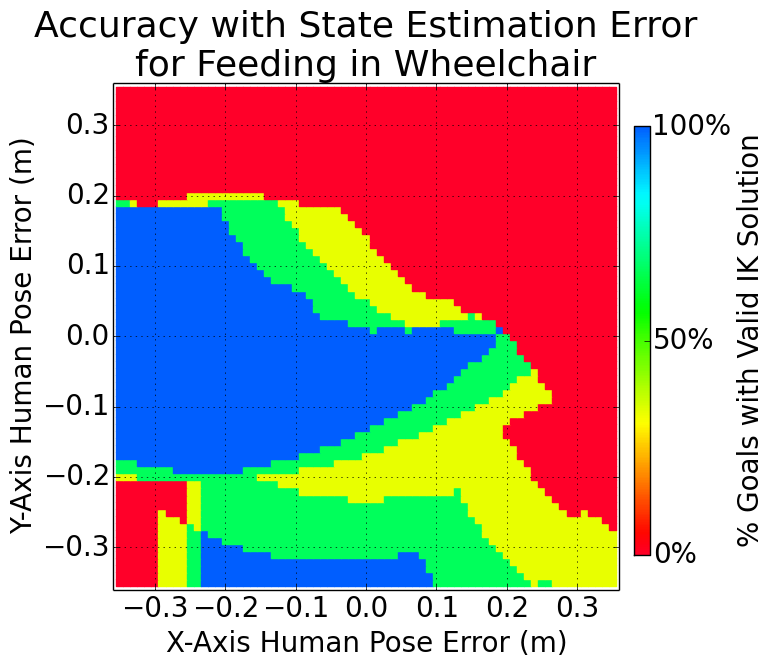 Accuracy with State Estimation Error
for Feeding in Wheelchair
Y-Axis Human Pose Error (m)
0.3
0.2
0.1
0.0
−0.1
−0.2
−0.3
−0.3 −0.2 −0.1 0.0 0.1 0.2 0.3
X-Axis Human Pose Error (m)
100%
50%
0%
% Goals with Valid IK Solution